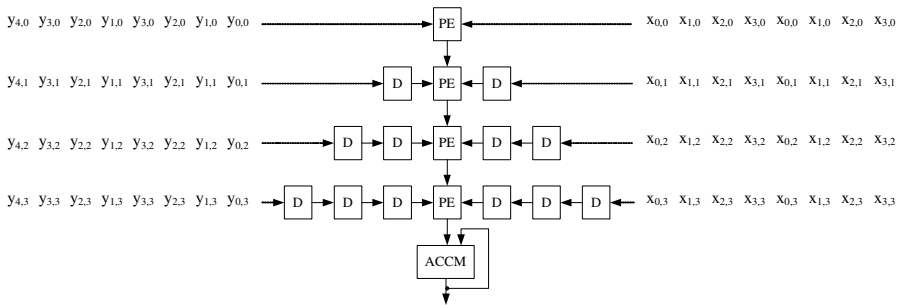 y4,0 y3,0 y2,0 y1,0 y3,0 y2,0 y1,0 y0,0 PE x0,0 x1,0 x2,0 x3,0 x0,0 x1,0 x2,0 x3,0
y4,1 y3,1 y2,1 y1,1 y3,1 y2,1 y1,1 y0,1 D PE D x0,1 x1,1 x2,1 x3,1 x0,1 x1,1 x2,1 x3,1
y4,2 y3,2 y2,2 y1,2 y3,2 y2,2 y1,2 y0,2 D D PE D D x0,2 x1,2 x2,2 x3,2 x0,2 x1,2 x2,2 x3,2
y4,3 y3,3 y2,3 y1,3 y3,3 y2,3 y1,3 y0,3 D D D PE D D D x0,3 x1,3 x2,3 x3,3 x0,3 x1,3 x2,3 x3,3
ACCM